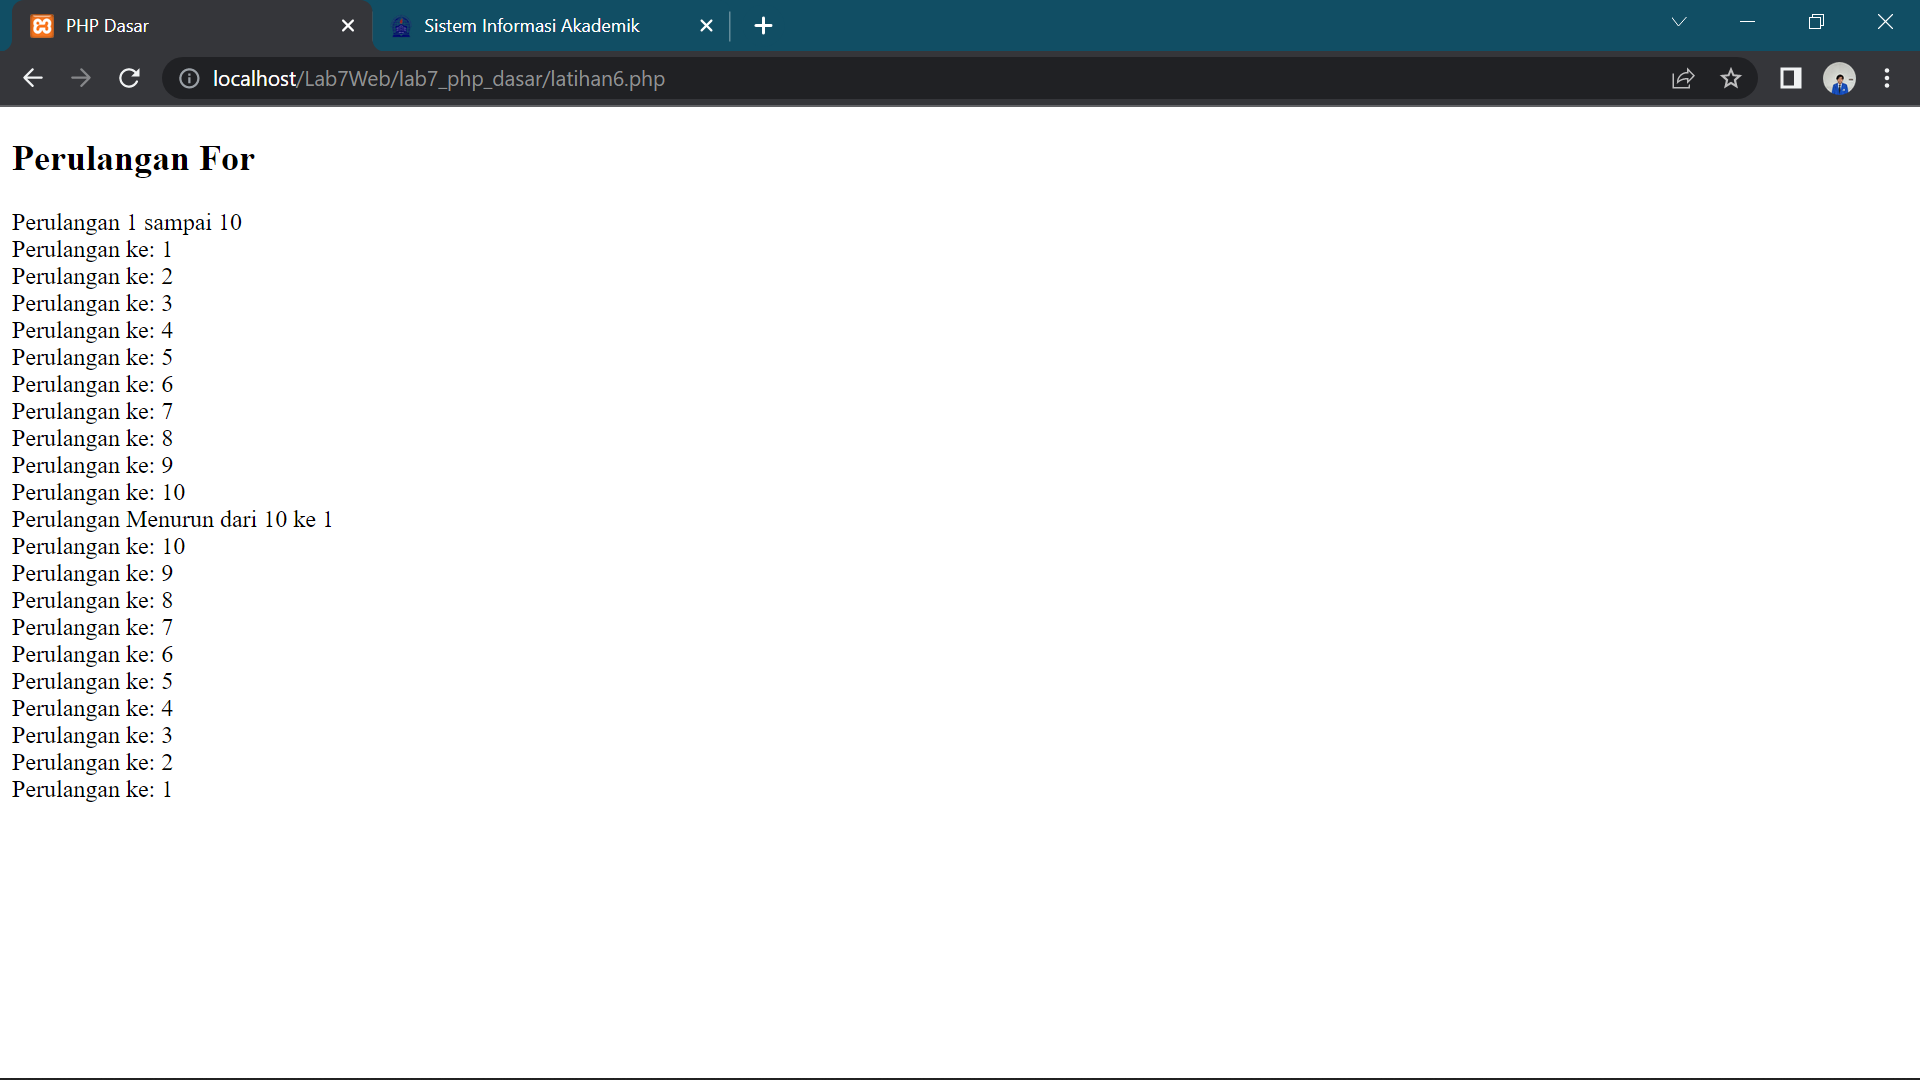 PHP Dasar
Sistem Informasi Akademik
localhost/Lab7Web/lab7_php_dasar/latihan6.php
Perulangan For
Perulangan 1 sampai 10
Perulangan ke: 1
Perulangan ke: 2
Perulangan ke: 3
Perulangan ke: 4
Perulangan ke: 5
Perulangan ke: 6
Perulangan ke: 7
Perulangan ke: 8
Perulangan ke: 9
Perulangan ke: 10
Perulangan Menurun dari 10 ke 1
Perulangan ke: 10
Perulangan ke: 9
Perulangan ke: 8
Perulangan ke: 7
Perulangan ke: 6
Perulangan ke: 5
Perulangan ke: 4
Perulangan ke: 3
Perulangan ke: 2
Perulangan ke: 1